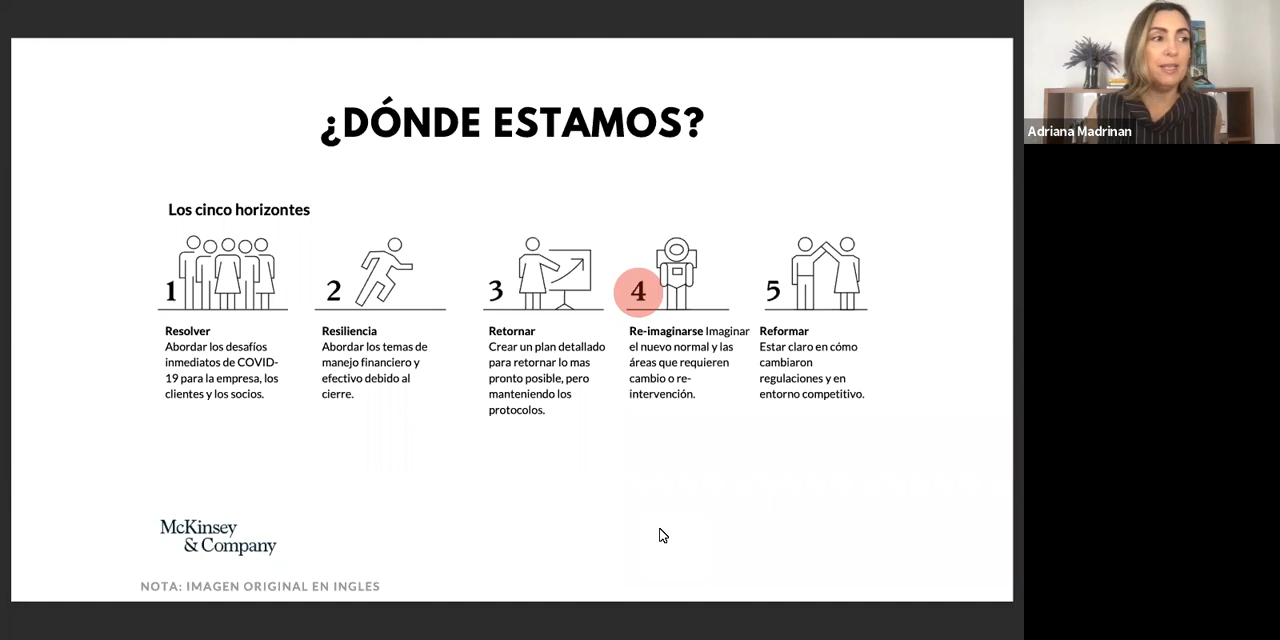 ¿DÓNDE ESTAMOS?
Los cinco horizontes
1
Resolver
Abordar los desafíos
inmediatos de COVID-
19 para la empresa, los
clientes y los socios.
2
Resiliencia
Abordar los temas de
manejo financiero y
efectivo debido al
cierre.
3
Retornar
Crear un plan detallado
para retornar lo mas
pronto posible, pero
manteniendo los
protocolos.
4
Re-imaginarse Imaginar
el nuevo normal y las
áreas que requieren
cambio o re-
intervención.
5
Reformar
Estar claro en cómo
cambiaron
regulaciones y en
entorno competitivo.
McKinsey
& Company
NOTA: IMAGEN ORIGINAL EN INGLES
Adriana Madrinan